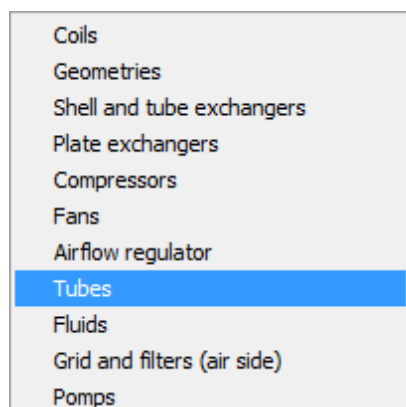 Coils
Geometries
Shell and tube exchangers
Plate exchangers
Compressors
Fans
Airflow regulator
Tubes
Fluids
Grid and filters (air side)
Pomps